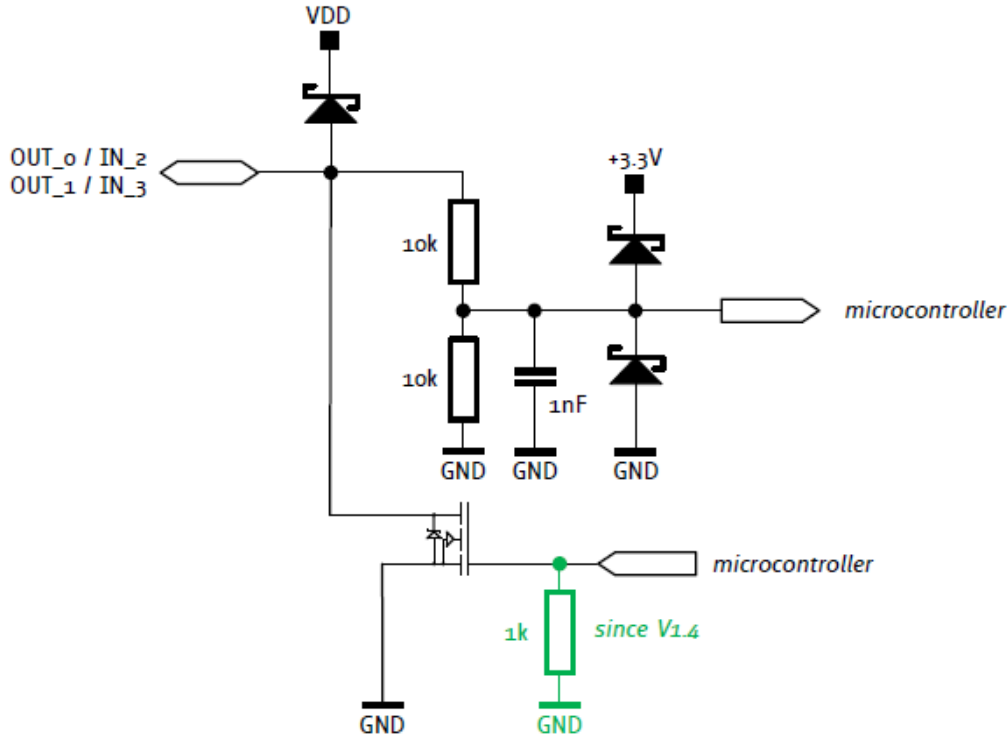 VDD
OUT_0 / IN_2
OUT_1 / IN_3
+3.3V
10k
microcontroller
10k
1nF
GND
GND
GND
microcontroller
1k
since V1.4
GND
GND